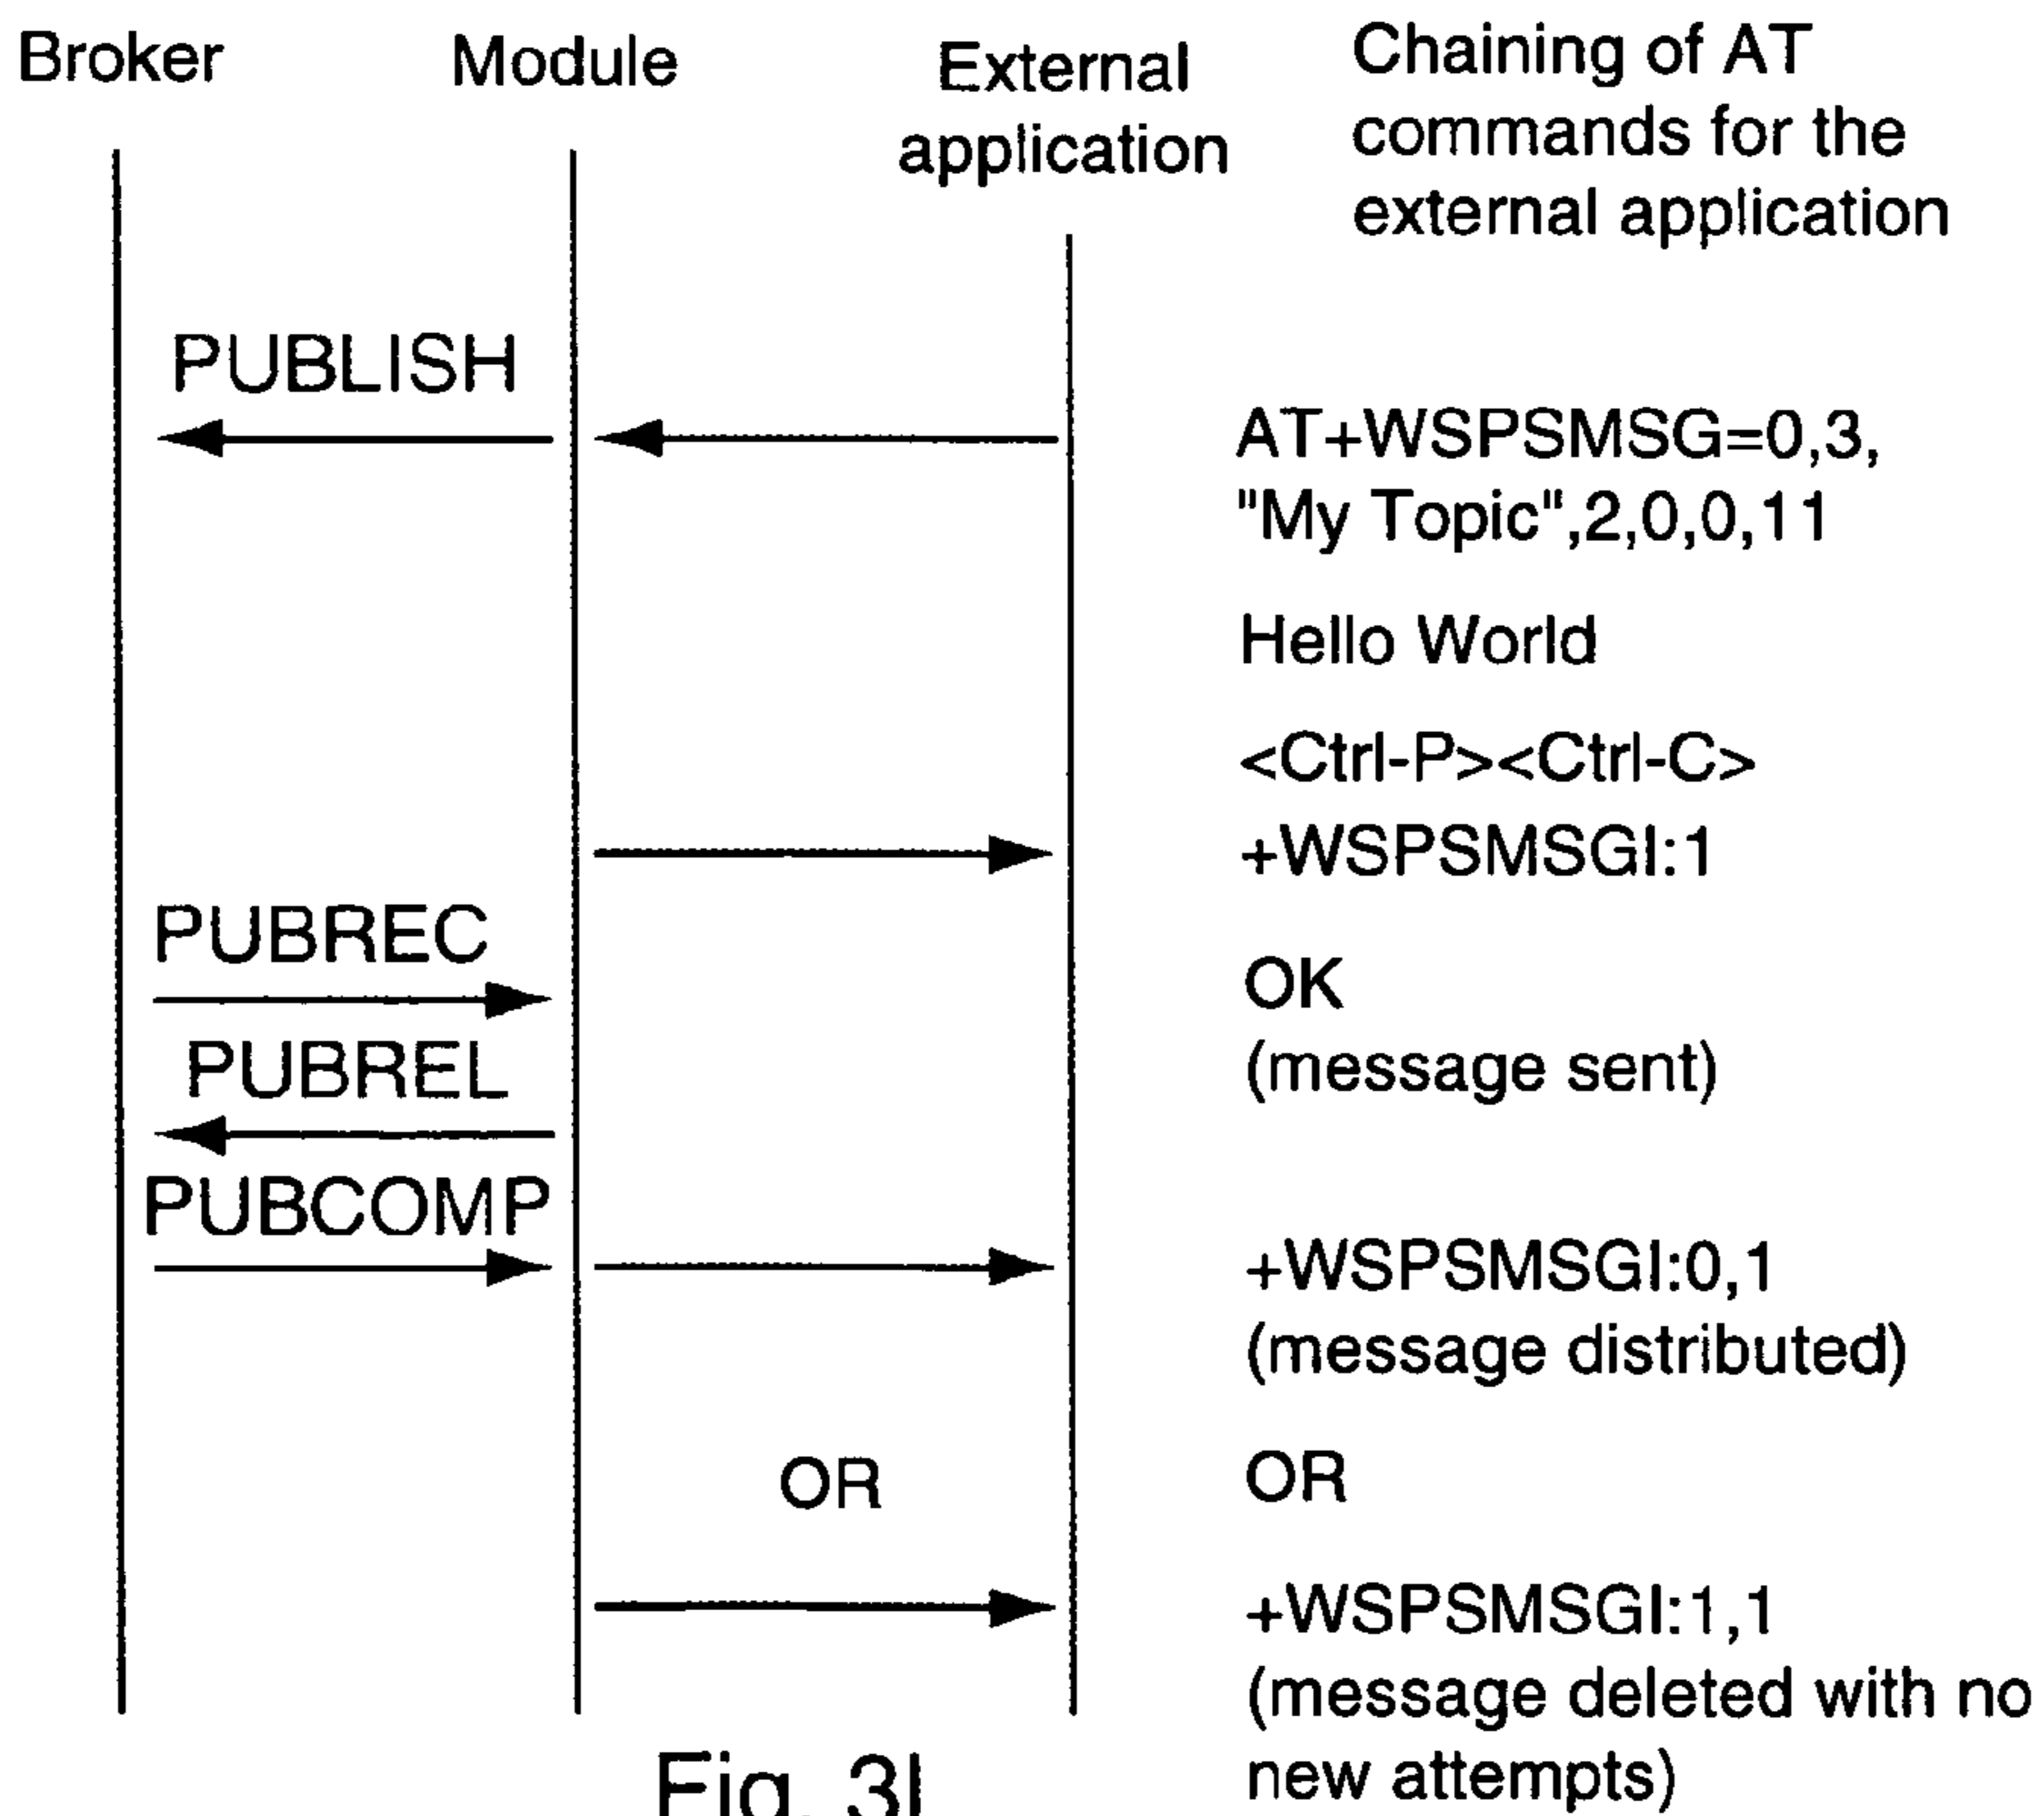 Broker
Module
External
application
Chaining of AT
commands for the
external application
PUBLISH
AT+WSPSMSG=0,3,
"My Topic",2,0,0,11
Hello World
<Ctrl-P><Ctrl-C>
+WSPSMSGI:1
PUBREC
OK
(message sent)
PUBREL
PUBCOMP
+WSPSMSGI:0,1
(message distributed)
OR
OR
+WSPSMSGI:1,1
(message deleted with no
new attempts)
Fig. 3I